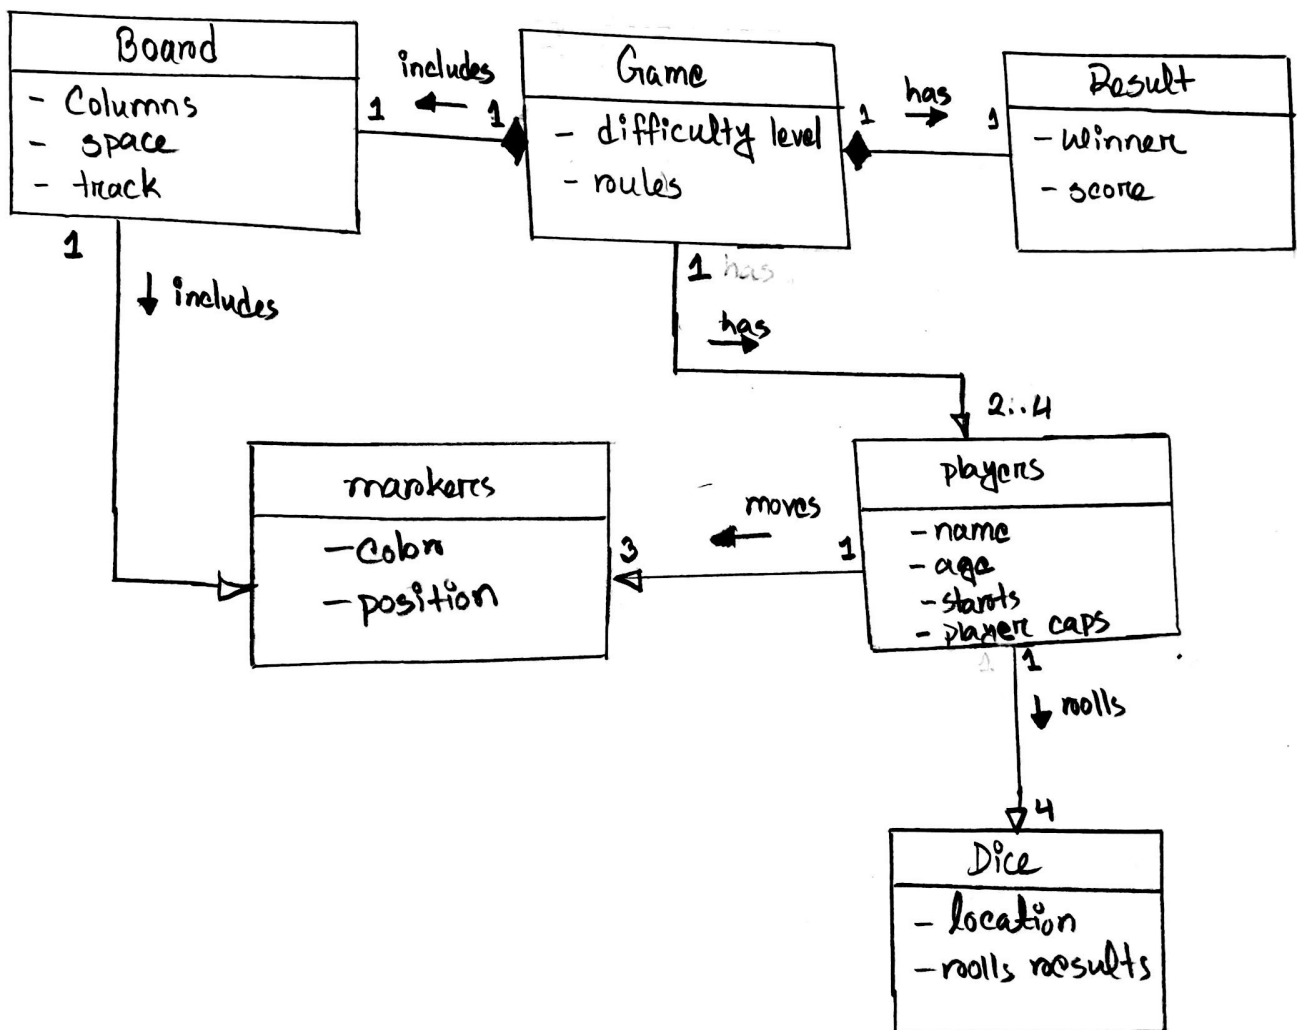 Board
- Columns
- space
- track
includes
1
1
Game
- difficulty level
- rules
1
has
1
Result
- winner
- score
1
includes
1 has
has
2..4
markers
- Color
- position
moves
3
1
players
- name
- age
- starts
- player caps
1
1
rolls
4
Dice
- location
- rolls results